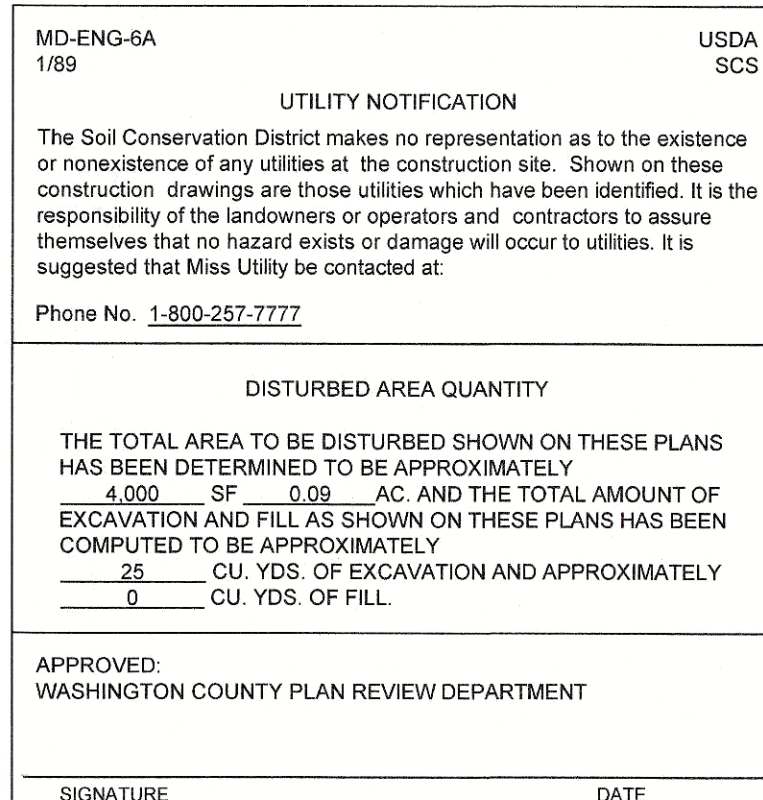 MD-ENG-6A USDA
1/89 SCS
UTILITY NOTIFICATION
The Soil Conservation District makes no representation as to the existence
or nonexistence of any utilities at the construction site. Shown on these
construction drawings are those utilities which have been identified. It is the
responsibility of the landowners or operators and contractors to assure
themselves that no hazard exists or damage will occur to utilities. It is
suggested that Miss Utility be contacted at:
Phone No. 1-800-257-7777
DISTURBED AREA QUANTITY
THE TOTAL AREA TO BE DISTURBED SHOWN ON THESE PLANS
HAS BEEN DETERMINED TO BE APPROXIMATELY
4,000 SF 0.09 AC. AND THE TOTAL AMOUNT OF
EXCAVATION AND FILL AS SHOWN ON THESE PLANS HAS BEEN
COMPUTED TO BE APPROXIMATELY
25 CU. YDS. OF EXCAVATION AND APPROXIMATELY
0 CU. YDS. OF FILL.
APPROVED:
WASHINGTON COUNTY PLAN REVIEW DEPARTMENT
SIGNATURE DATE